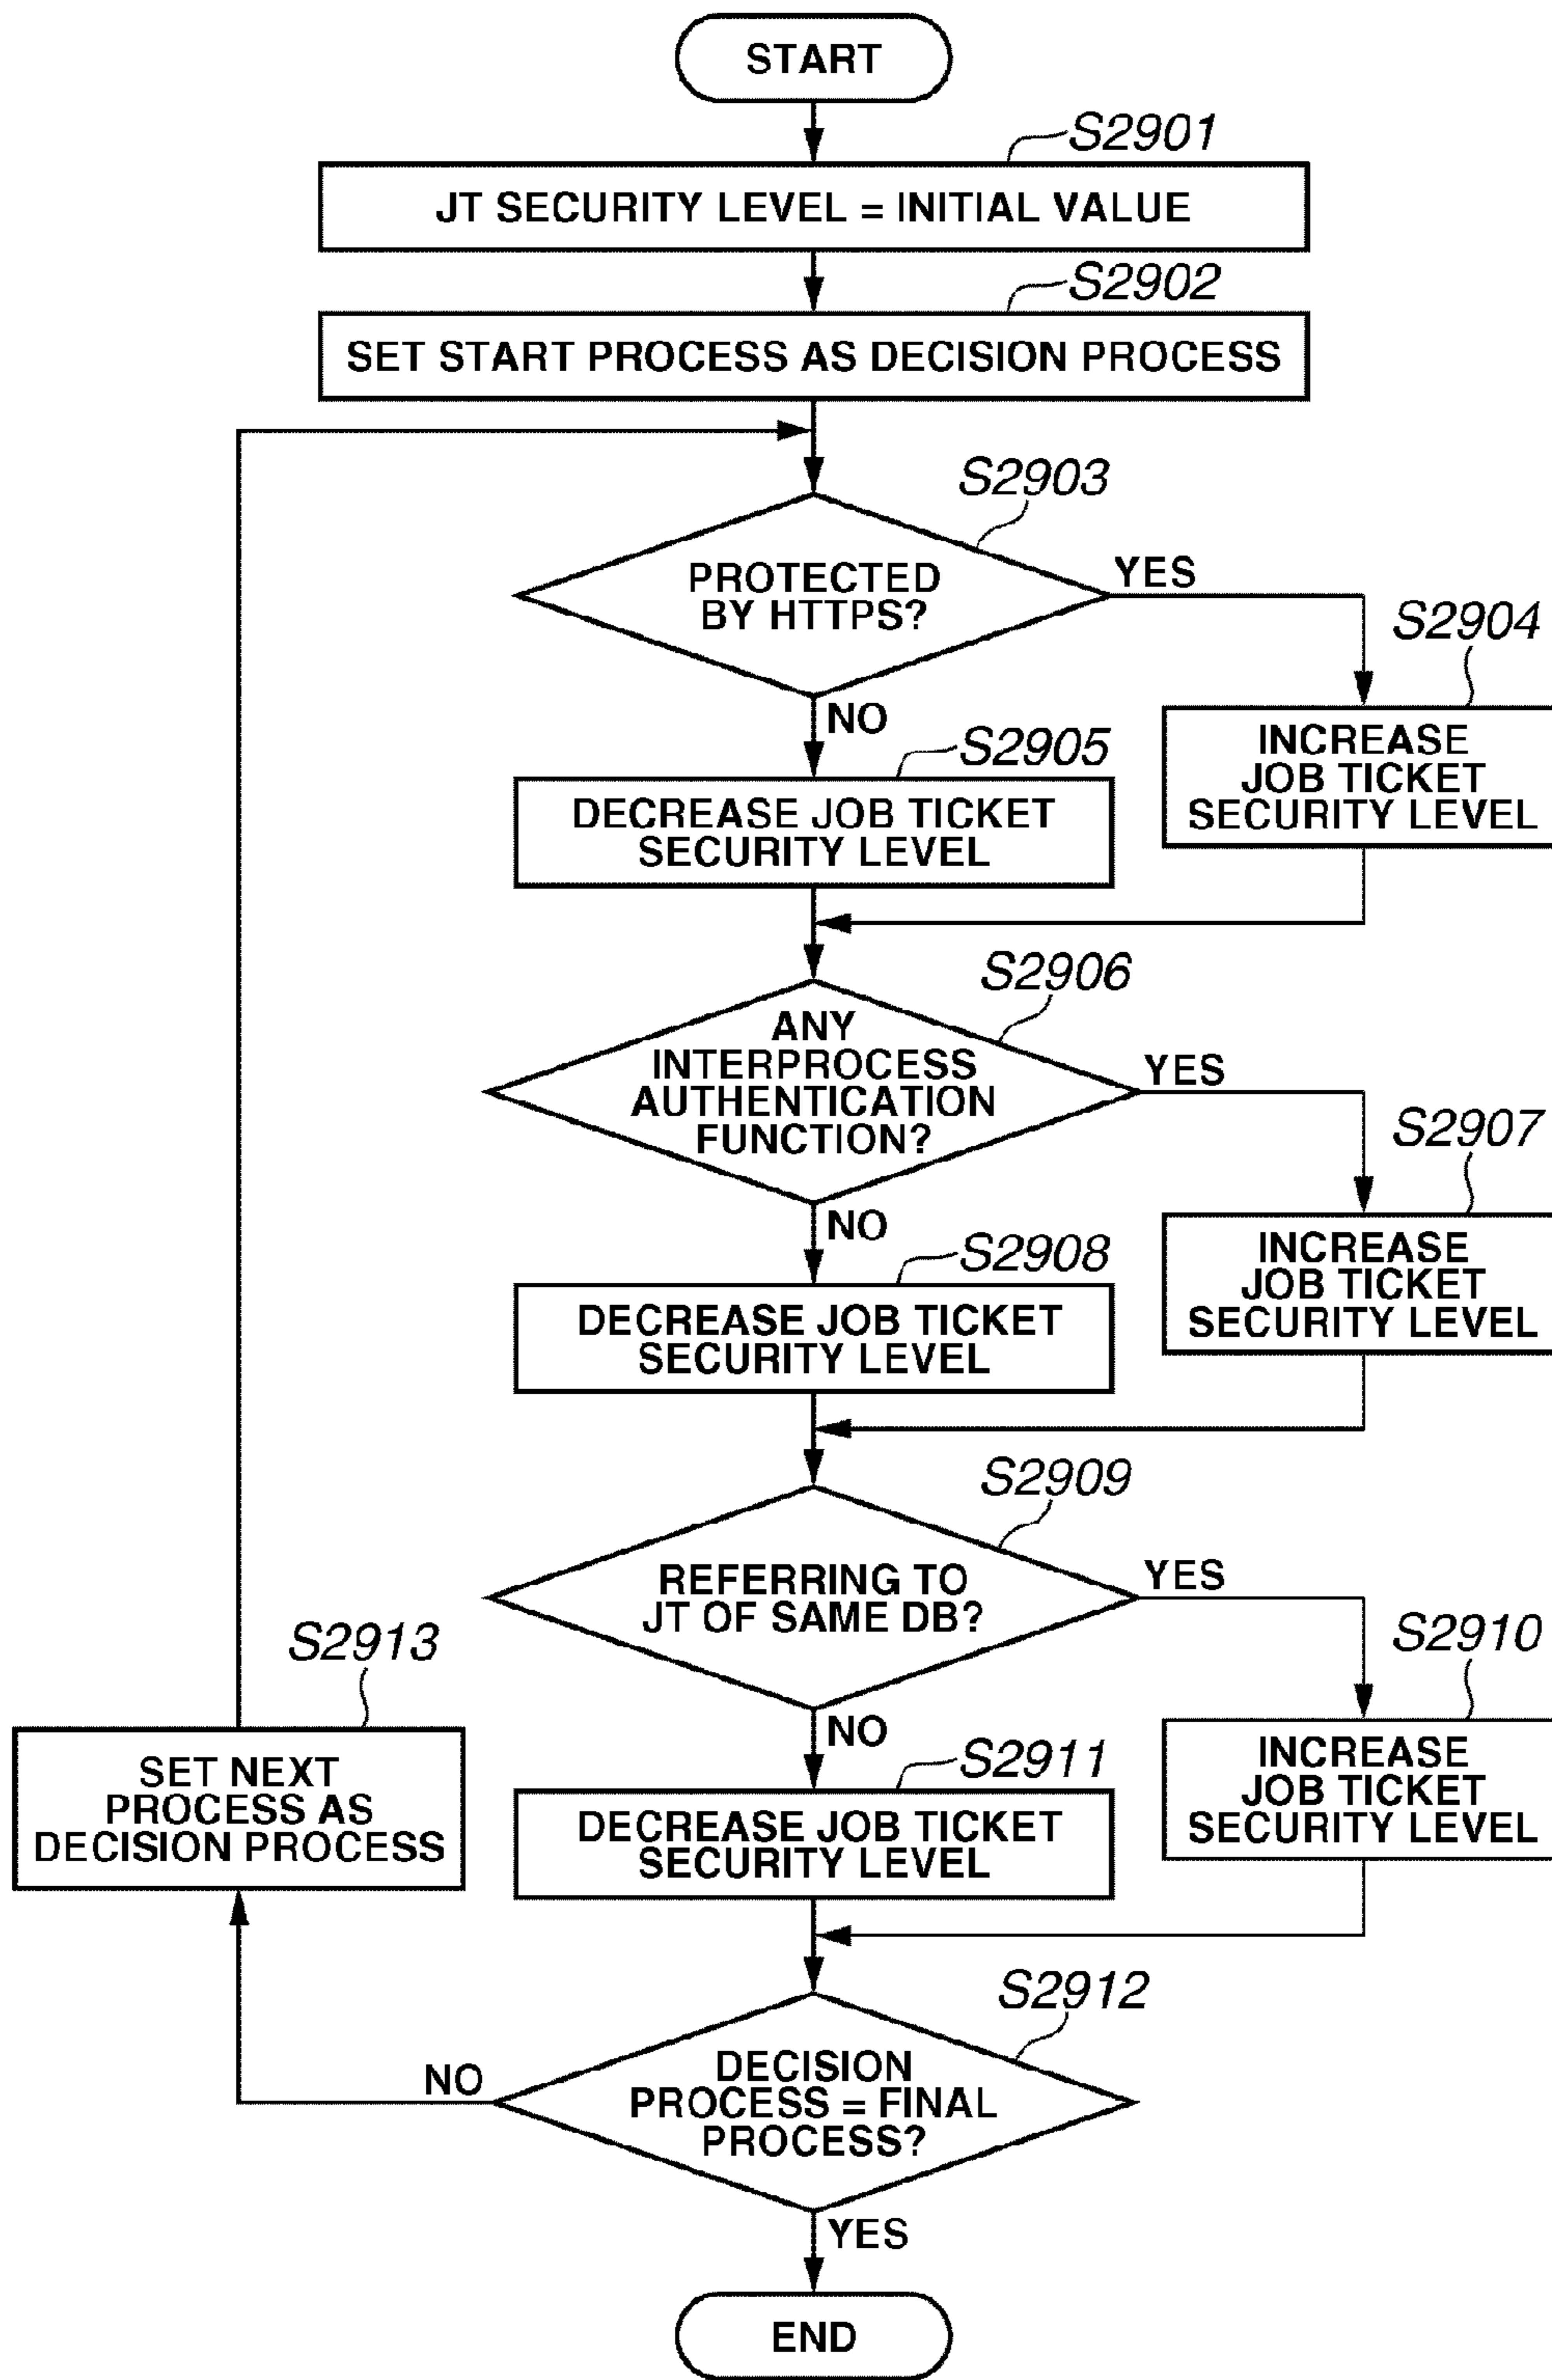 START
S2901
JT SECURITY LEVEL = INITIAL VALUE
S2902
SET START PROCESS AS DECISION PROCESS
S2903
PROTECTED
BY HTTPS?
YES
S2904
INCREASE
JOB TICKET
SECURITY LEVEL
NO
S2905
DECREASE JOB TICKET
SECURITY LEVEL
S2906
ANY
INTERPROCESS
AUTHENTICATION
FUNCTION?
YES
S2907
INCREASE
JOB TICKET
SECURITY LEVEL
NO
S2908
DECREASE JOB TICKET
SECURITY LEVEL
S2909
REFERRING TO
JT OF SAME DB?
YES
S2910
INCREASE
JOB TICKET
SECURITY LEVEL
NO
S2911
DECREASE JOB TICKET
SECURITY LEVEL
S2912
DECISION
PROCESS = FINAL
PROCESS?
NO
S2913
SET NEXT
PROCESS AS
DECISION PROCESS
YES
END